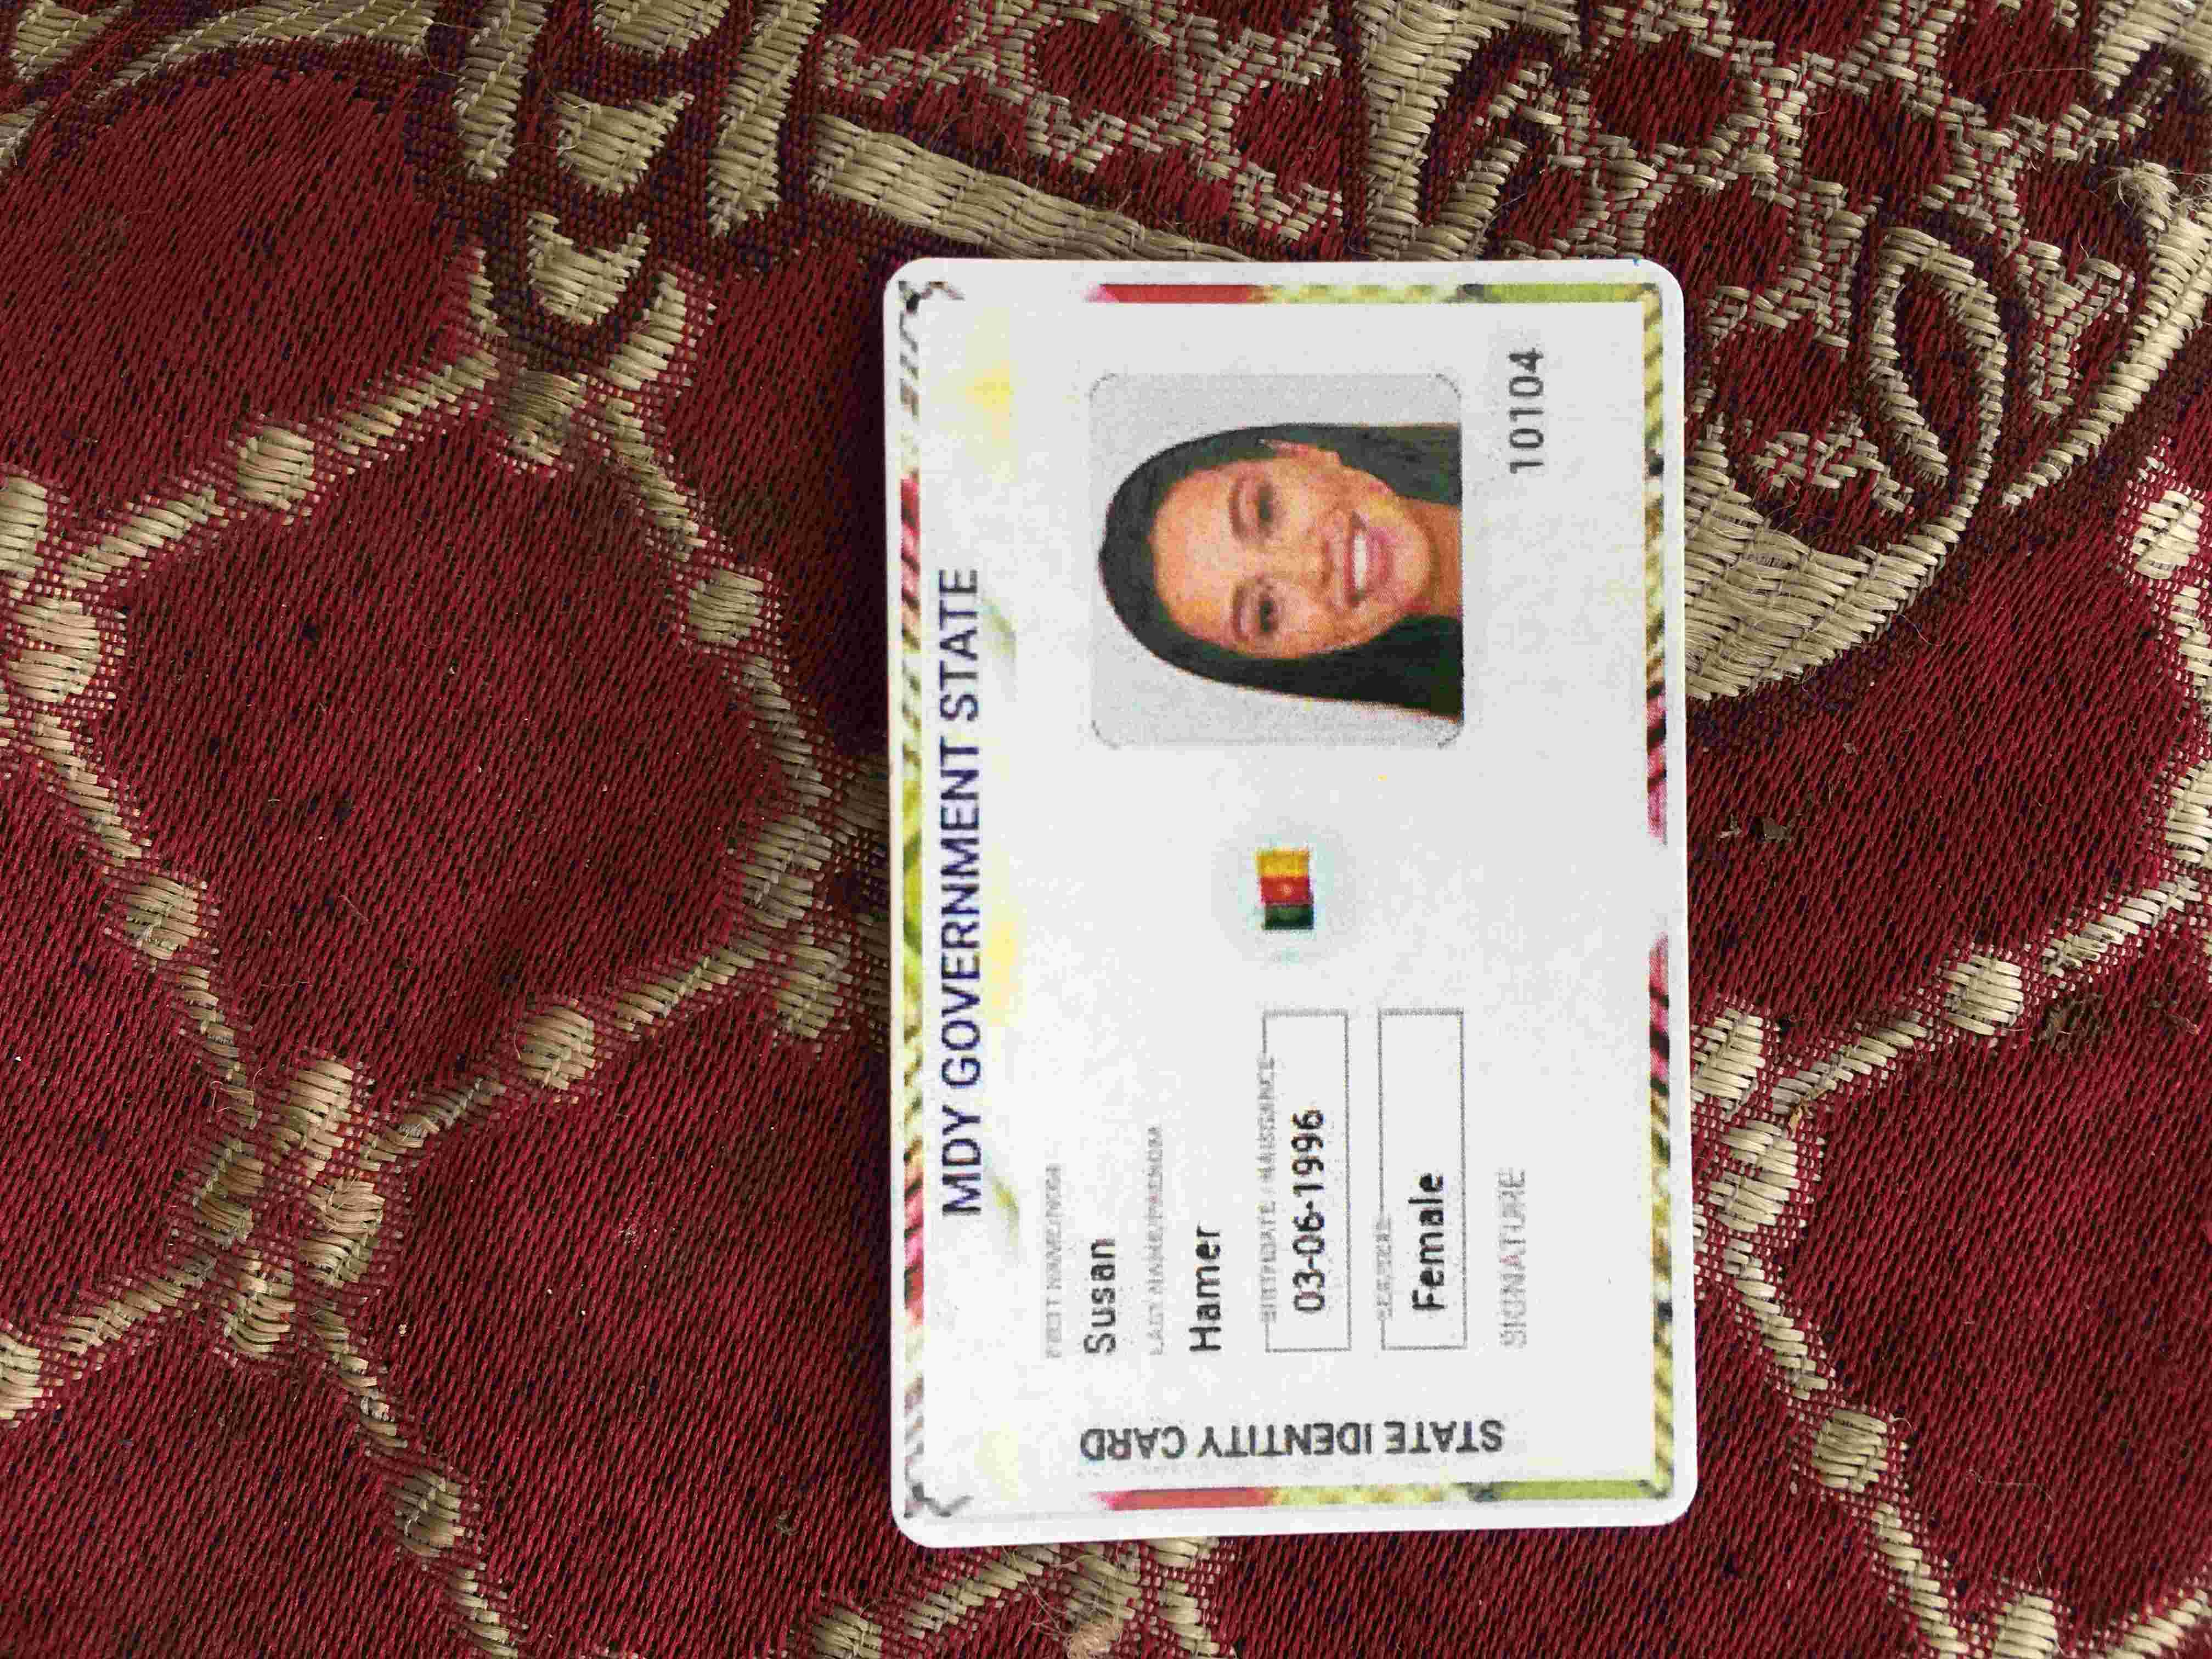 MDY GOVERNMENT STATE
FIRST NAME/NOM
Susan
LAST NAME/PRENOM
Hamer
BIRTHDATE / NAISSANCE
03-06-1996
Female
SIGNATURE
STATE IDENTITY CARD
10104